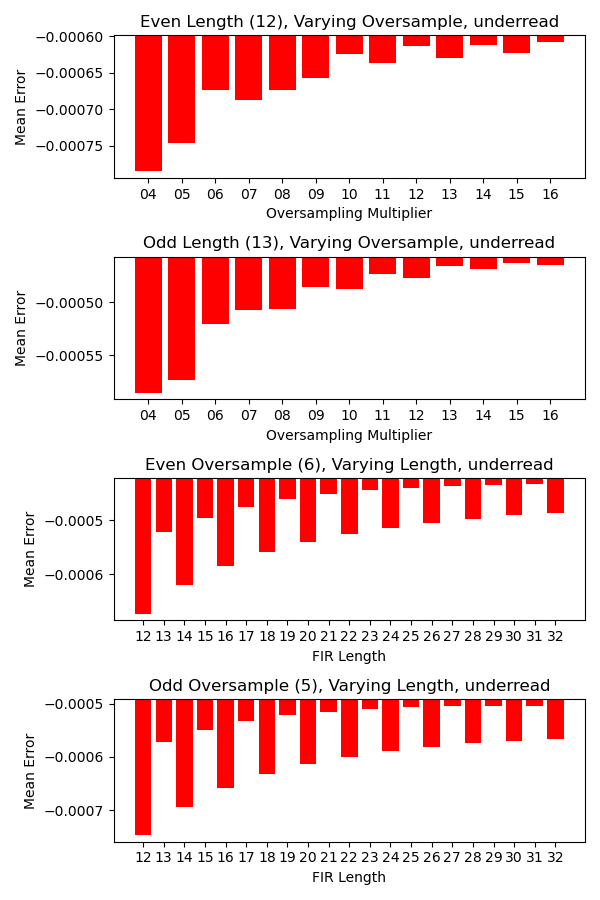 Even Length (12), Varying Oversample, underread
−0.00060
−0.00065
−0.00070
−0.00075
Mean Error
04 05 06 07 08 09 10 11 12 13 14 15 16
Oversampling Multiplier
Odd Length (13), Varying Oversample, underread
−0.00050
−0.00055
Mean Error
04 05 06 07 08 09 10 11 12 13 14 15 16
Oversampling Multiplier
Even Oversample (6), Varying Length, underread
−0.0005
−0.0006
Mean Error
12 13 14 15 16 17 18 19 20 21 22 23 24 25 26 27 28 29 30 31 32
FIR Length
Odd Oversample (5), Varying Length, underread
−0.0005
−0.0006
−0.0007
Mean Error
12 13 14 15 16 17 18 19 20 21 22 23 24 25 26 27 28 29 30 31 32
FIR Length